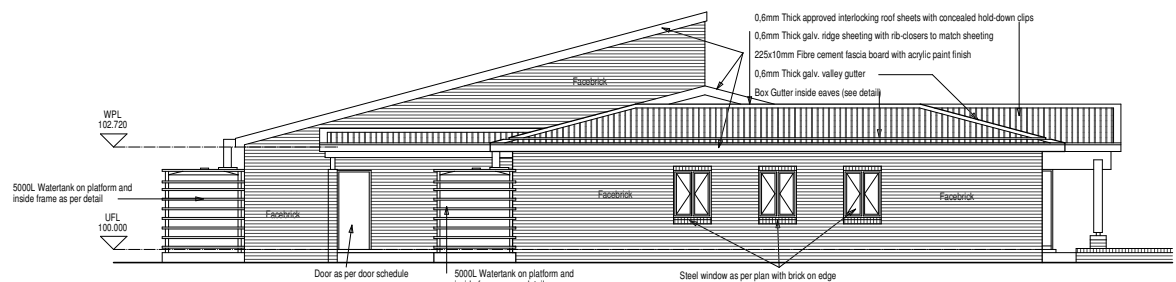 0,6mm Thick approved interlocking roof sheets with concealed hold-down clips
0,6mm Thick galv. ridge sheeting with rib-closers to match sheeting
225x10mm Fibre cement fascia board with acrylic paint finish
0,6mm Thick galv. valley gutter
Box Gutter inside eaves (see detail)
Facebrick
WPL
102.720
5000L Watertank on platform and
inside frame as per detail
UFL
100.000
Facebrick
Facebrick
Facebrick
Door as per door schedule
5000L Watertank on platform and
Steel window as per plan with brick on edge